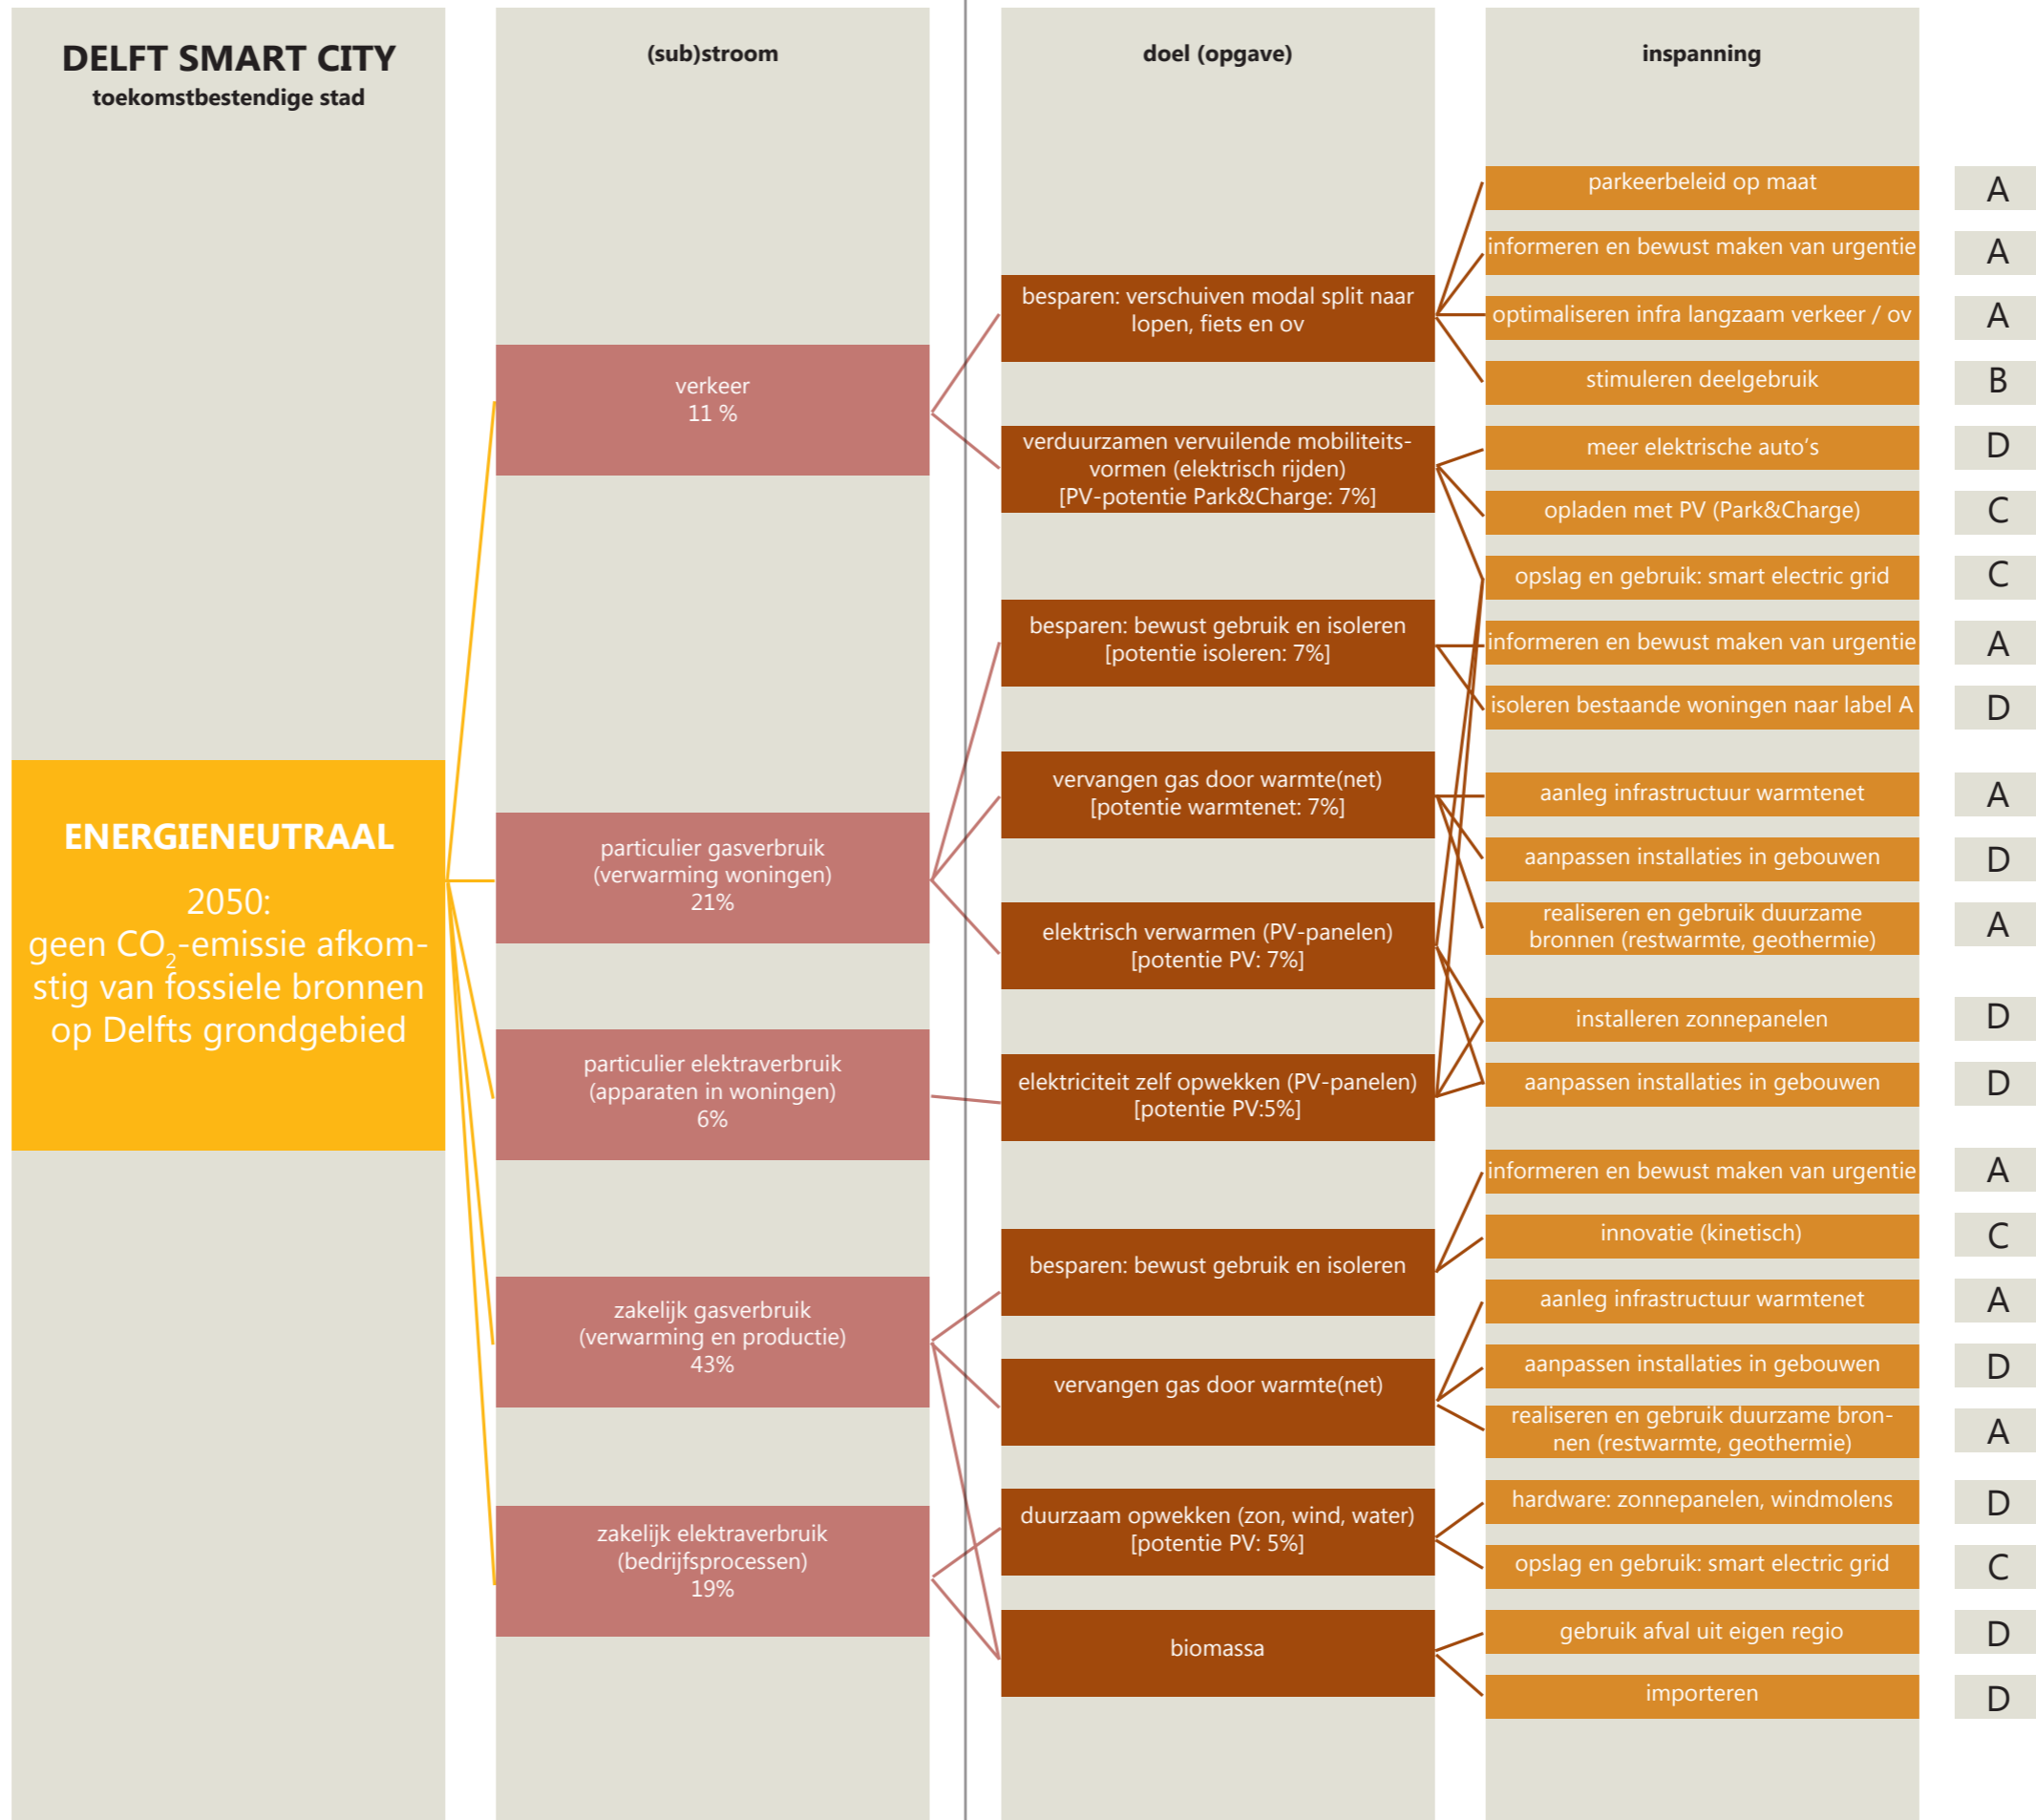 DELFT SMART CITY
toekomstbestendige stad
ENERGIENEUTRAAL
2050:
geen CO2-emissie afkom-
stig van fossiele bronnen
op Delfts grondgebied
(sub)stroom
verkeer
11 %
particulier gasverbruik
(verwarming woningen)
21%
particulier elektraverbruik
(apparaten in woningen)
6%
zakelijk gasverbruik
(verwarming en productie)
43%
zakelijk elektraverbruik
(bedrijfsprocessen)
19%
doel (opgave)
besparen: verschuiven modal split naar
lopen, fiets en ov
verduurzamen vervuilende mobiliteits-
vormen (elektrisch rijden)
[PV-potentie Park&Charge: 7%]
besparen: bewust gebruik en isoleren
[potentie isoleren: 7%]
vervangen gas door warmte(net)
[potentie warmtenet: 7%]
elektrisch verwarmen (PV-panelen)
[potentie PV: 7%]
elektriciteit zelf opwekken (PV-panelen)
[potentie PV:5%]
besparen: bewust gebruik en isoleren
vervangen gas door warmte(net)
duurzaam opwekken (zon, wind, water)
[potentie PV: 5%]
biomassa
inspanning
parkeerbeleid op maat
A
informeren en bewust maken van urgentie
A
optimaliseren infra langzaam verkeer / ov
A
stimuleren deelgebruik
B
meer elektrische auto's
D
opladen met PV (Park&Charge)
C
opslag en gebruik: smart electric grid
C
informeren en bewust maken van urgentie
A
isoleren bestaande woningen naar label A
D
aanleg infrastructuur warmtenet
A
aanpassen installaties in gebouwen
D
realiseren en gebruik duurzame
bronnen (restwarmte, geothermie)
A
installeren zonnepanelen
D
aanpassen installaties in gebouwen
D
informeren en bewust maken van urgentie
A
innovatie (kinetisch)
C
aanleg infrastructuur warmtenet
A
aanpassen installaties in gebouwen
D
realiseren en gebruik duurzame bron-
nen (restwarmte, geothermie)
A
hardware: zonnepanelen, windmolens
D
opslag en gebruik: smart electric grid
C
gebruik afval uit eigen regio
D
importeren
D